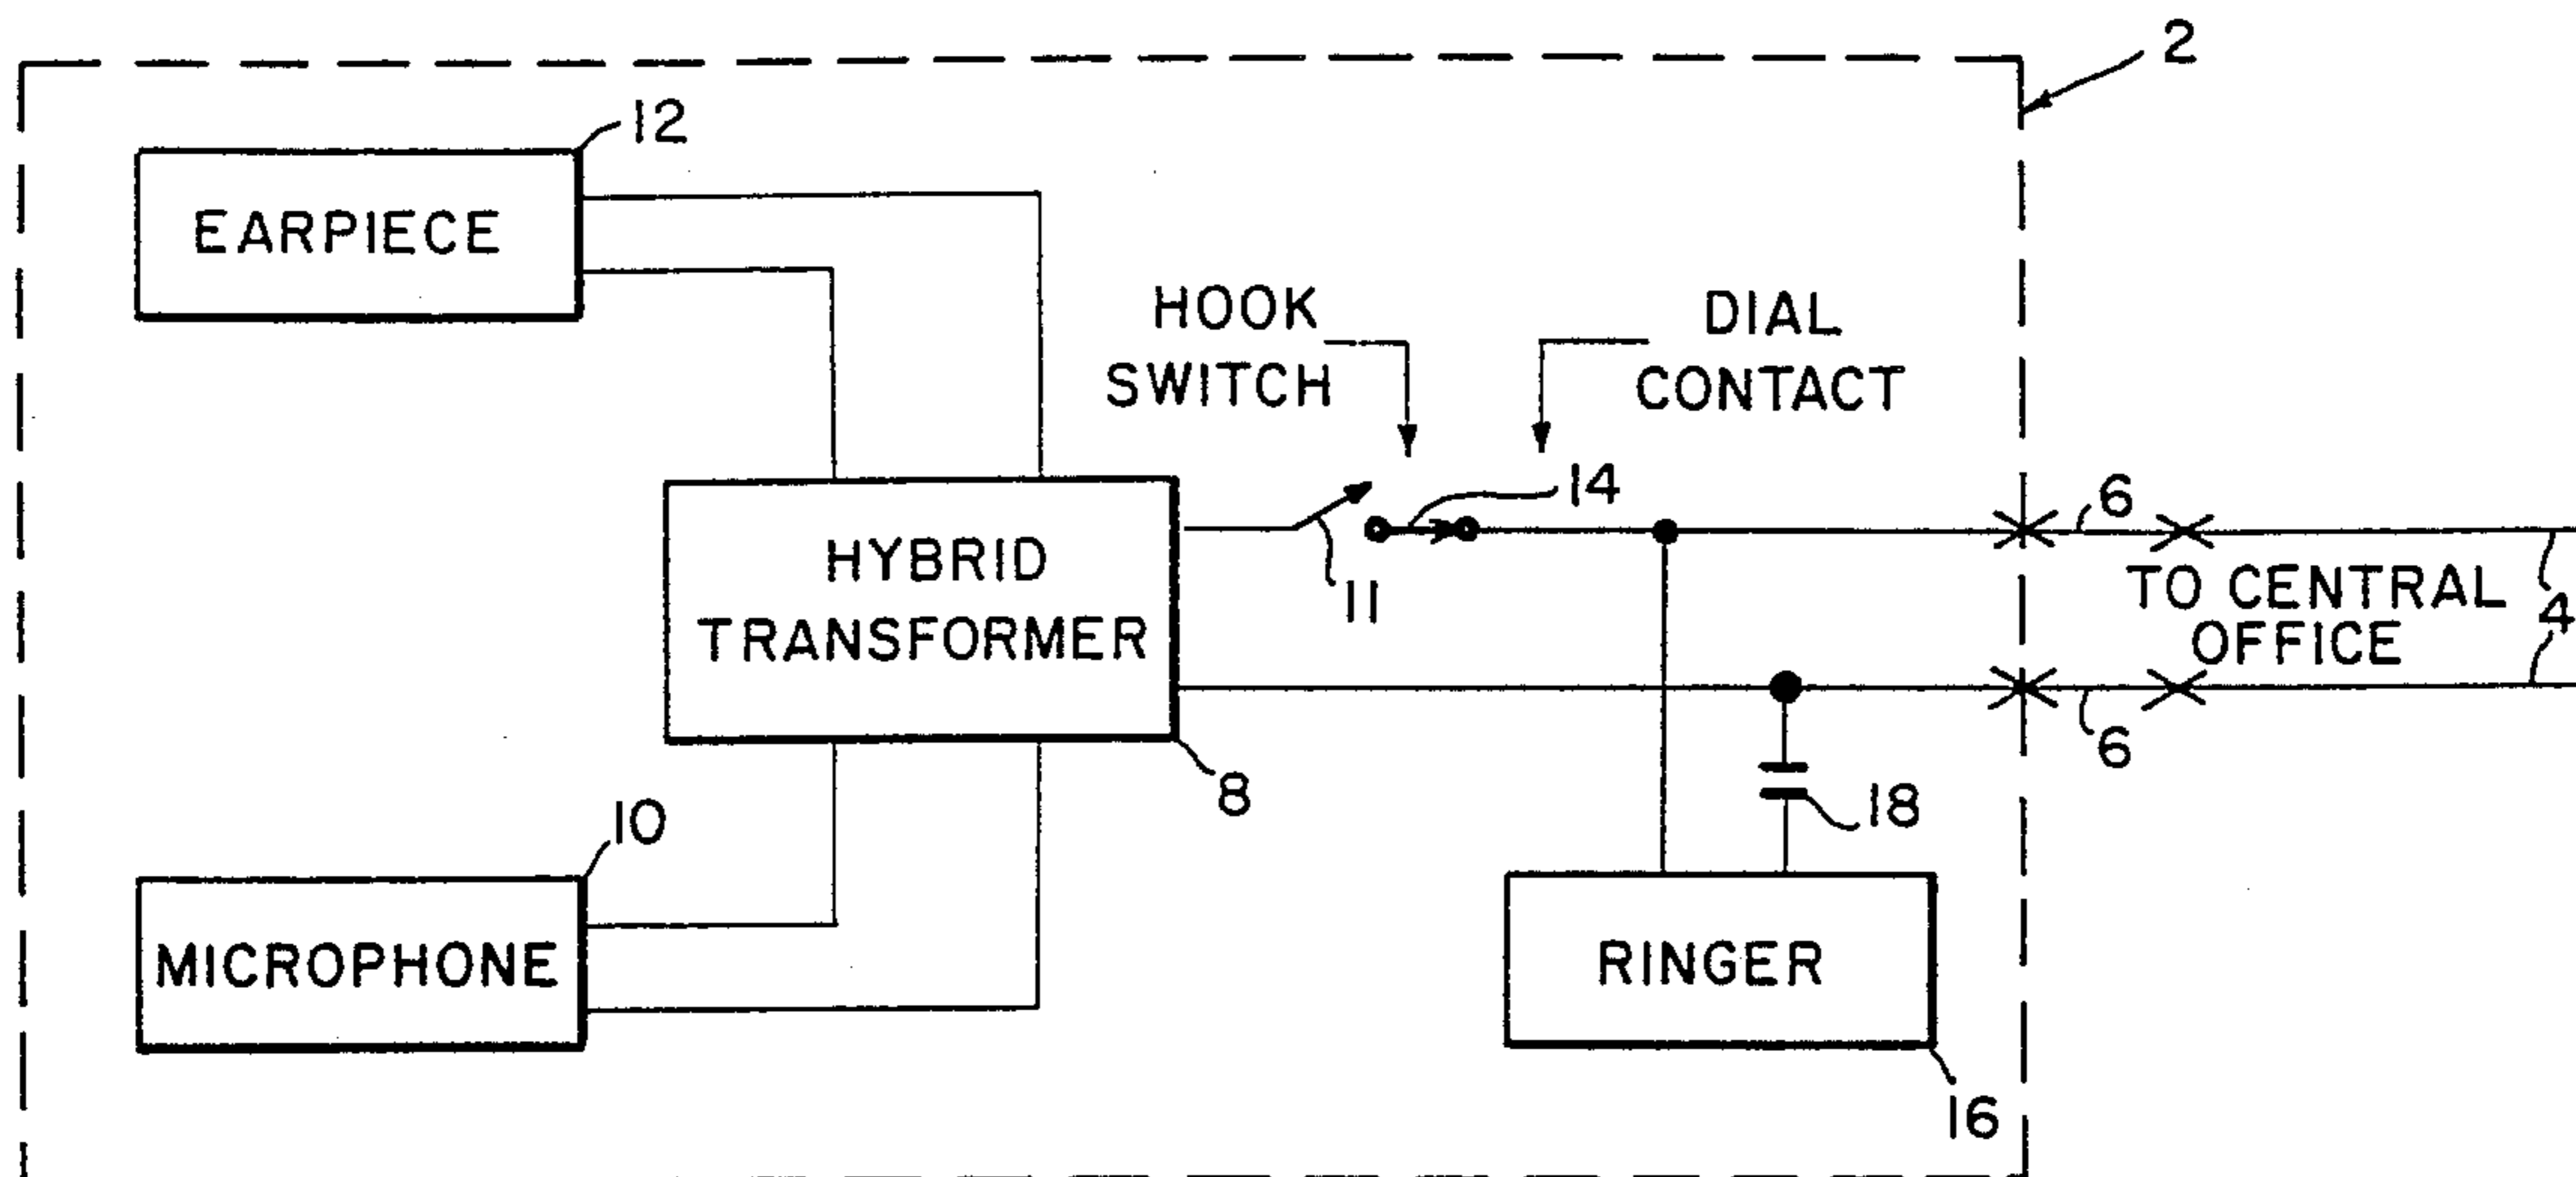 2
12
EARPIECE
HOOK
SWITCH
DIAL
CONTACT
14
6
11
HYBRID
TRANSFORMER
TO CENTRAL
OFFICE
4
6
8
18
10
MICROPHONE
RINGER
16